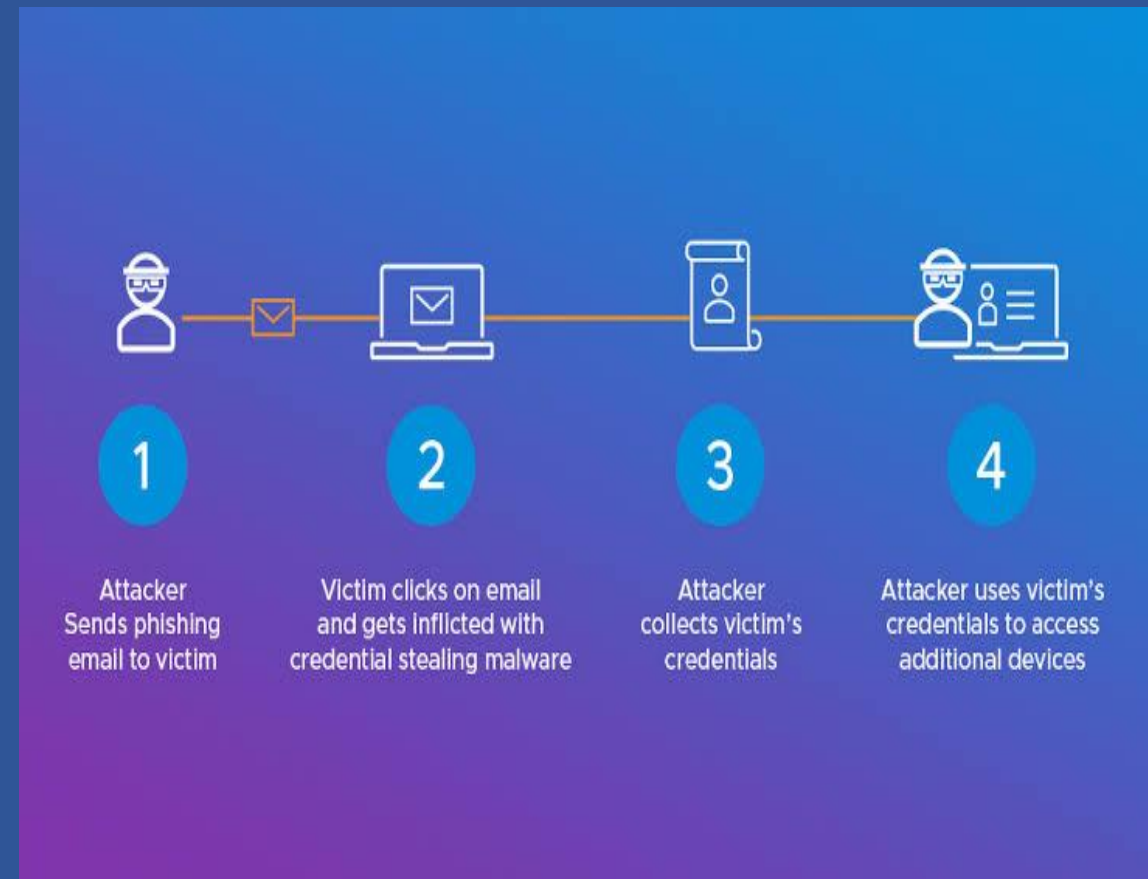 1
Attacker
Sends phishing
email to victim
2
Victim clicks on email
and gets inflicted with
credential stealing malware
3
Attacker
collects victim's
credentials
4
Attacker uses victim's
credentials to access
additional devices